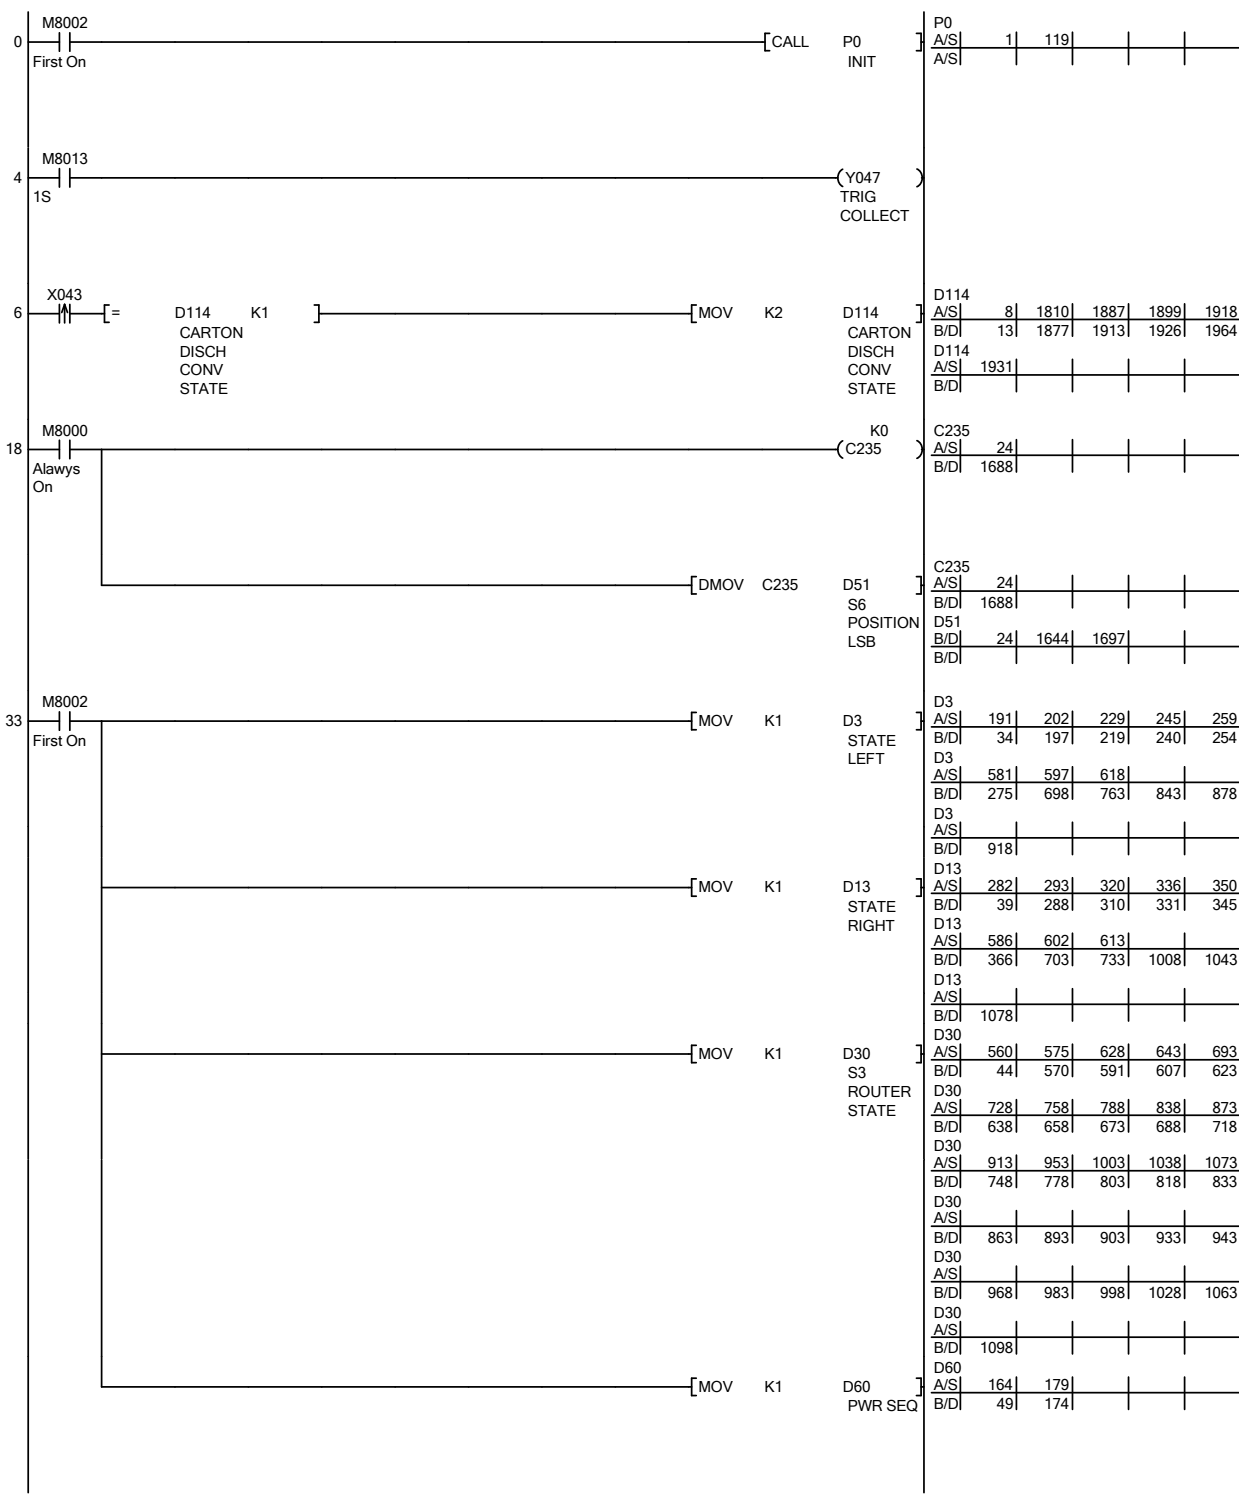 M8002
0 [CALL P0 ]
First On INIT
P0
A/S 1 119
A/S
M8013
4 (Y047 )
1S TRIG
COLLECT
X043
6 [= D114 K1 ] [MOV K2 D114 ]
CARTON CARTON
DISCH DISCH
CONV CONV
STATE STATE
D114
A/S 8 1810 1887 1899 1918
B/D 13 1877 1913 1926 1964
D114
A/S 1931
B/D
M8000 K0
18 (C235 )
Alawys
On
C235
A/S 24
B/D 1688
[DMOV C235 D51 ]
S6
POSITION
LSB
C235
A/S 24
B/D 1688
D51
B/D 24 1644 1697
B/D
M8002
33 [MOV K1 D3 ]
First On STATE
LEFT
D3
A/S 191 202 229 245 259
B/D 34 197 219 240 254
D3
A/S 581 597 618
B/D 275 698 763 843 878
D3
A/S
B/D 918
[MOV K1 D13 ]
STATE
RIGHT
D13
A/S 282 293 320 336 350
B/D 39 288 310 331 345
D13
A/S 586 602 613
B/D 366 703 733 1008 1043
D13
A/S
B/D 1078
[MOV K1 D30 ]
S3
ROUTER
STATE
D30
A/S 560 575 628 643 693
B/D 44 570 591 607 623
D30
A/S 728 758 788 838 873
B/D 638 658 673 688 718
D30
A/S 913 953 1003 1038 1073
B/D 748 778 803 818 833
D30
A/S
B/D 863 893 903 933 943
D30
A/S
B/D 968 983 998 1028 1063
D30
A/S
B/D 1098
[MOV K1 D60 ]
PWR SEQ
D60
A/S 164 179
B/D 49 174